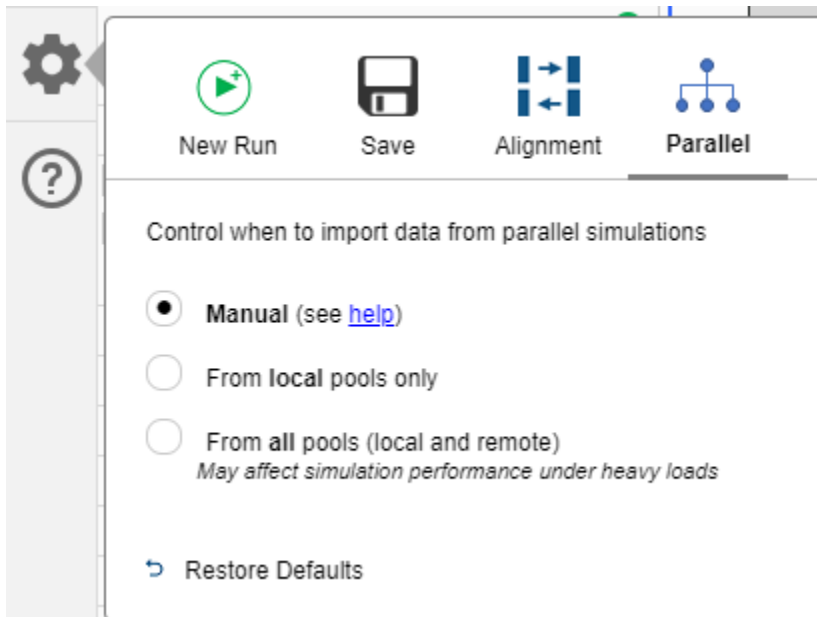 New Run Save Alignment Parallel
Control when to import data from parallel simulations
Manual (see help)
From local pools only
From all pools (local and remote)
May affect simulation performance under heavy loads
Restore Defaults